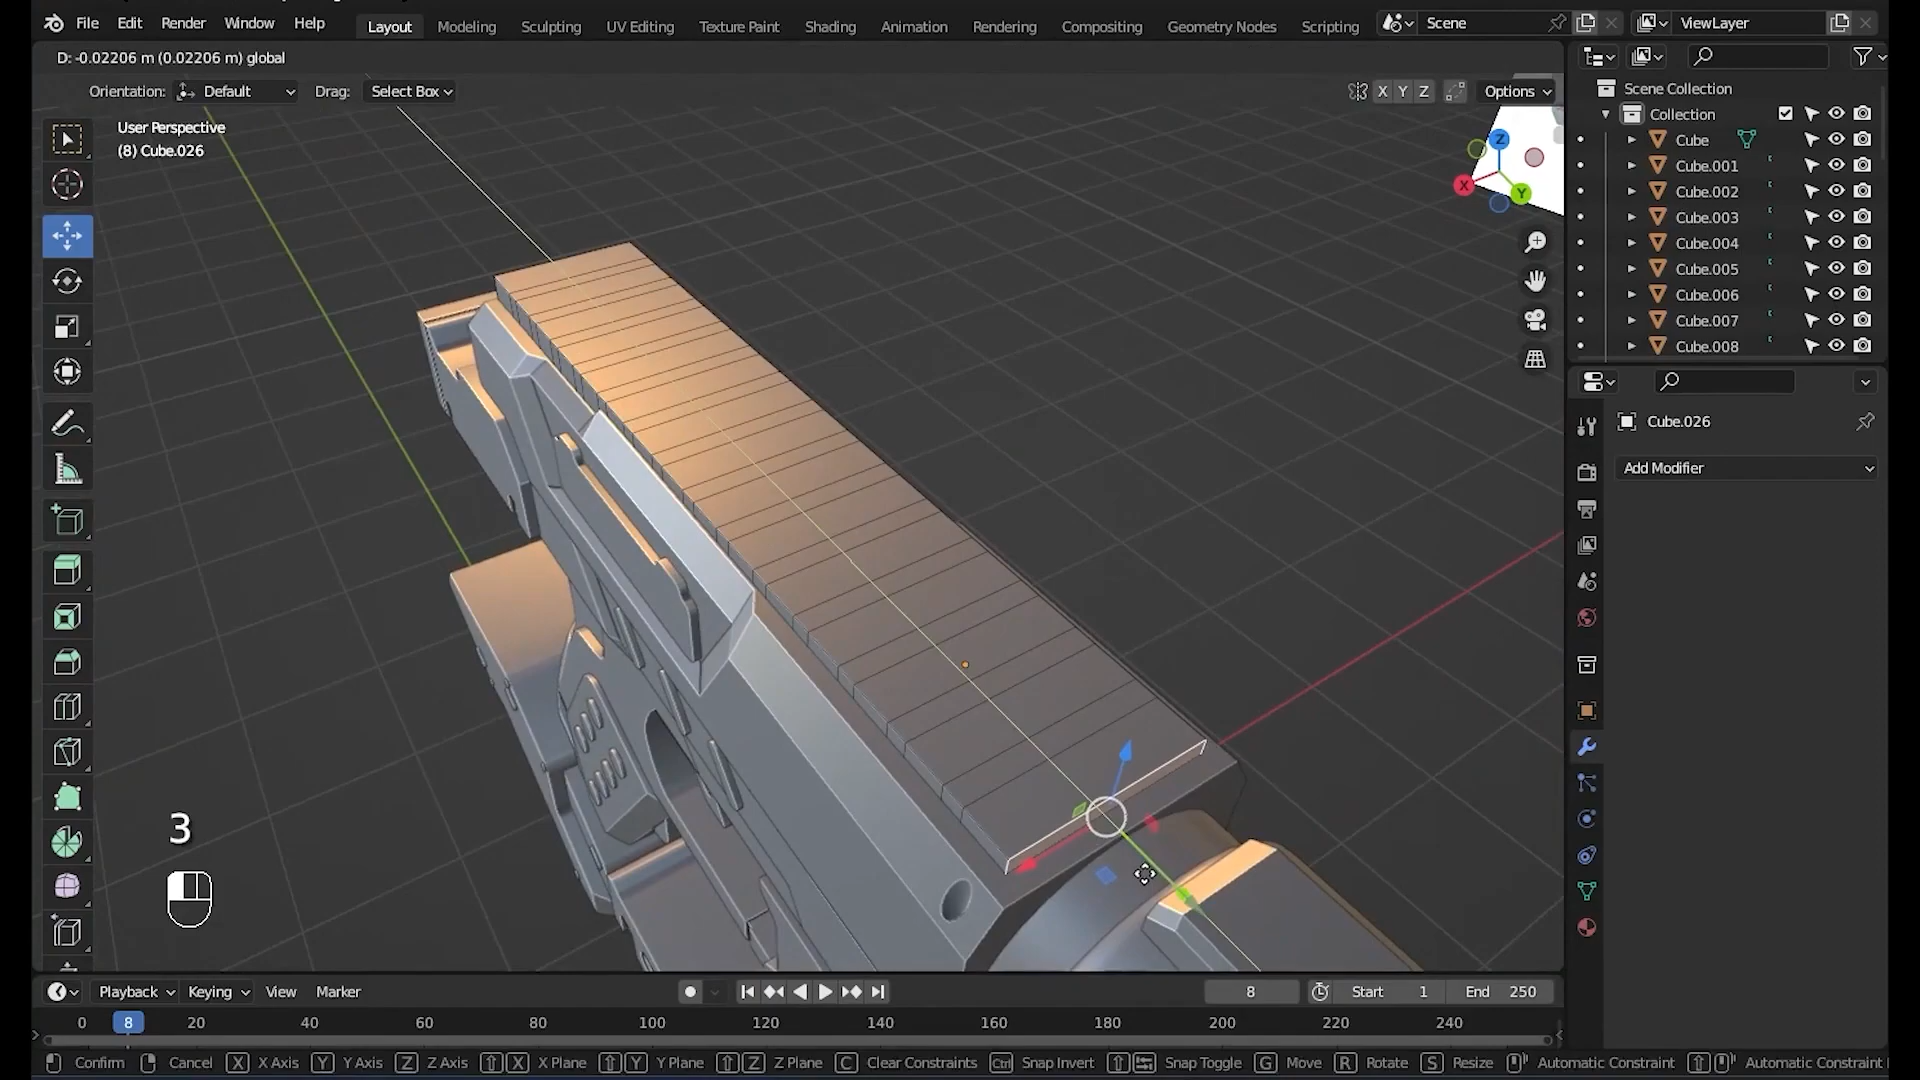 File Edit Render Window Help Layout Modeling Sculpting UV Editing Texture Paint Shading Animation Rendering Compositing Geometry Nodes Scripting Scene ViewLayer
D: -0.02206 m (0.02206 m) global
Orientation: Default Drag: Select Box X Y Z Options
User Perspective
(8) Cube.026
Z
X
Y
Scene Collection
Collection
Cube
Cube.001
Cube.002
Cube.003
Cube.004
Cube.005
Cube.006
Cube.007
Cube.008
Cube.026
Add Modifier
3
Playback Keying View Marker 8 Start 1 End 250
0 8 20 40 60 80 100 120 140 160 180 200 220 240
Confirm Cancel X X Axis Y Y Axis Z Z Axis X X Plane Y Y Plane Z Z Plane C Clear Constraints Ctrl Snap Invert Snap Toggle G Move R Rotate S Resize Automatic Constraint Automatic Constraint